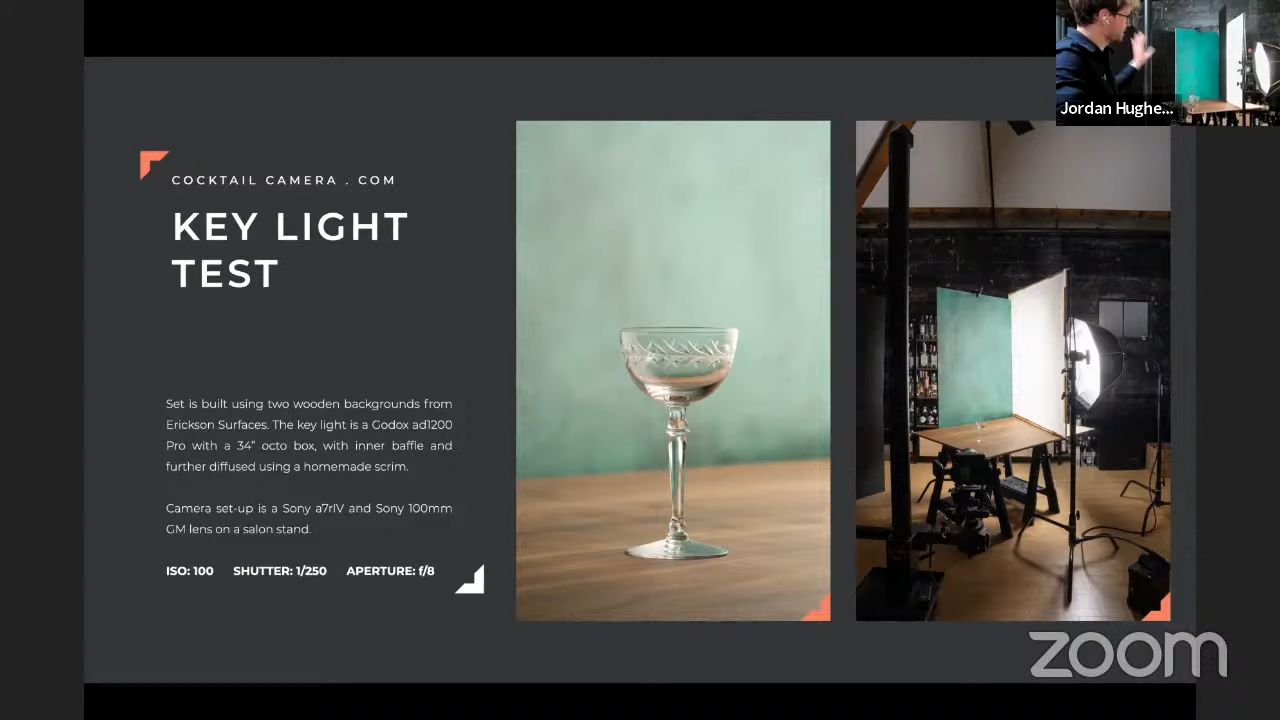 Jordan Hughe...
COCKTAIL CAMERA . COM
KEY LIGHT
TEST
Set is built using two wooden backgrounds from
Erickson Surfaces. The key light is a Godox ad1200
Pro with a 34” octo box, with inner baffle and
further diffused using a homemade scrim.
Camera set-up is a Sony a7rIV and Sony 100mm
GM lens on a salon stand.
ISO: 100 SHUTTER: 1/250 APERTURE: f/8
zoom